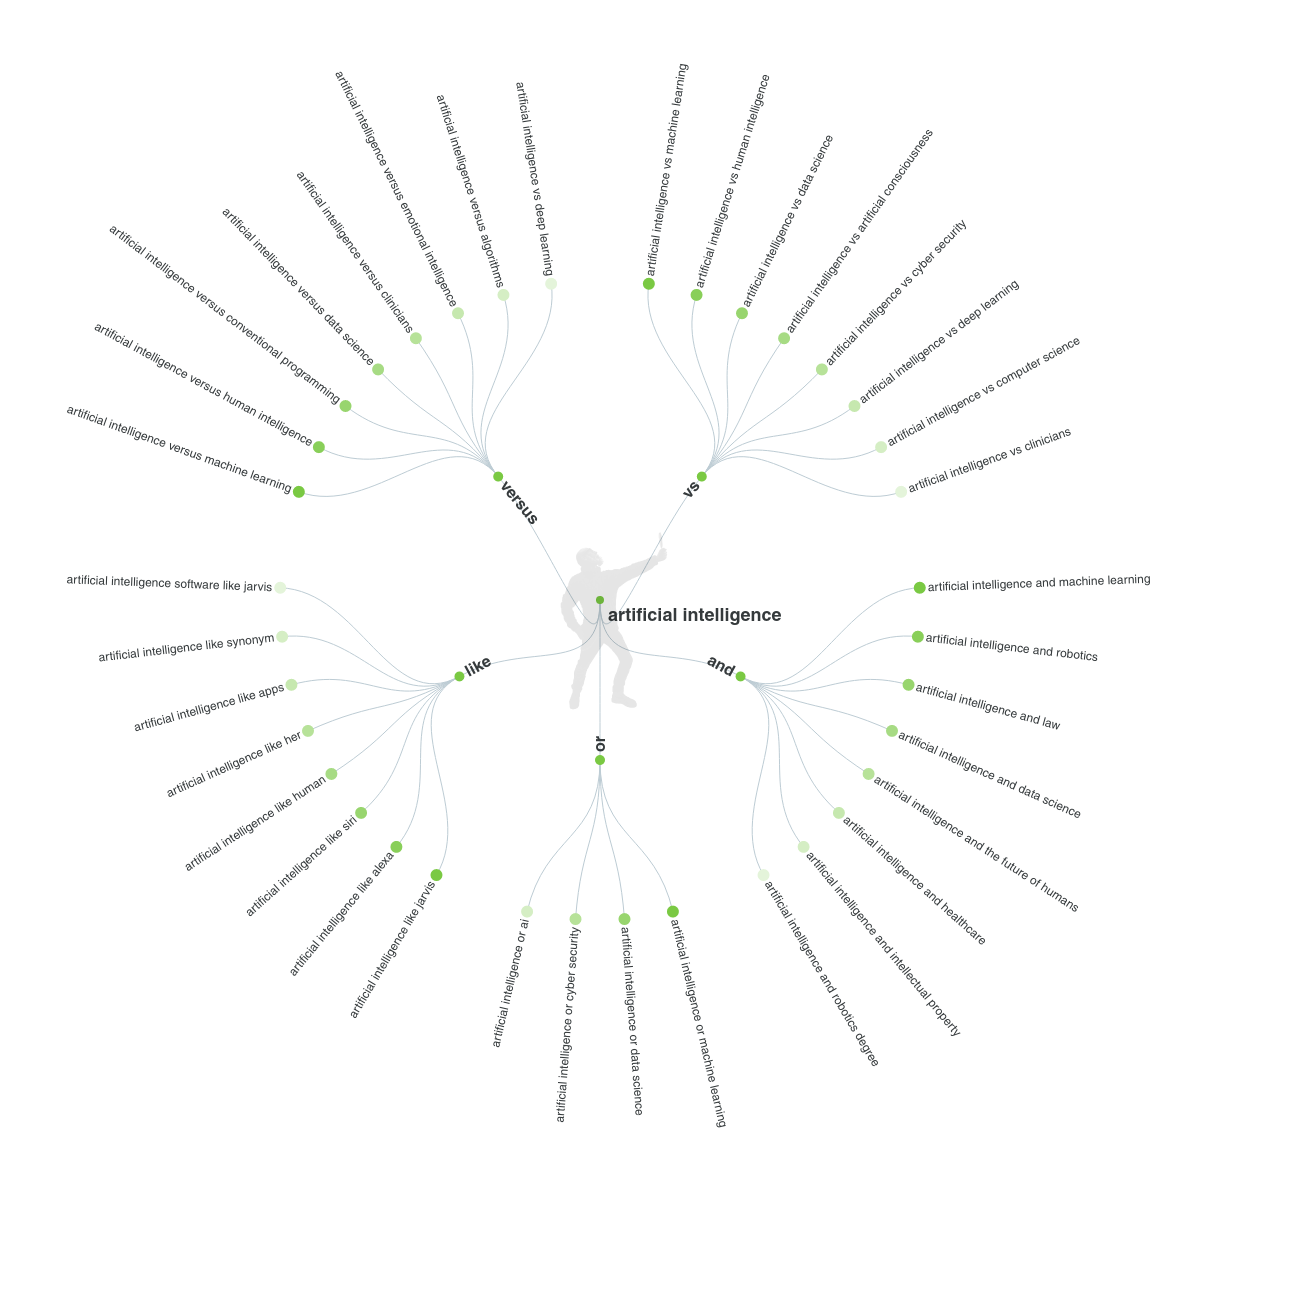 artificial intelligence
vs
artificial intelligence vs machine learning
artificial intelligence vs human intelligence
artificial intelligence vs data science
artificial intelligence vs artificial consciousness
artificial intelligence vs cyber security
artificial intelligence vs deep learning
artificial intelligence vs computer science
artificial intelligence vs clinicians
and
artificial intelligence and machine learning
artificial intelligence and robotics
artificial intelligence and law
artificial intelligence and data science
artificial intelligence and the future of humans
artificial intelligence and healthcare
artificial intelligence and intellectual property
artificial intelligence and robotics degree
or
artificial intelligence or machine learning
artificial intelligence or data science
artificial intelligence or cyber security
artificial intelligence or ai
like
artificial intelligence like jarvis
artificial intelligence like alexa
artificial intelligence like siri
artificial intelligence like human
artificial intelligence like her
artificial intelligence like apps
artificial intelligence like synonym
artificial intelligence software like jarvis
versus
artificial intelligence versus machine learning
artificial intelligence versus human intelligence
artificial intelligence versus conventional programming
artificial intelligence versus data science
artificial intelligence versus clinicians
artificial intelligence versus emotional intelligence
artificial intelligence versus algorithms
artificial intelligence vs deep learning